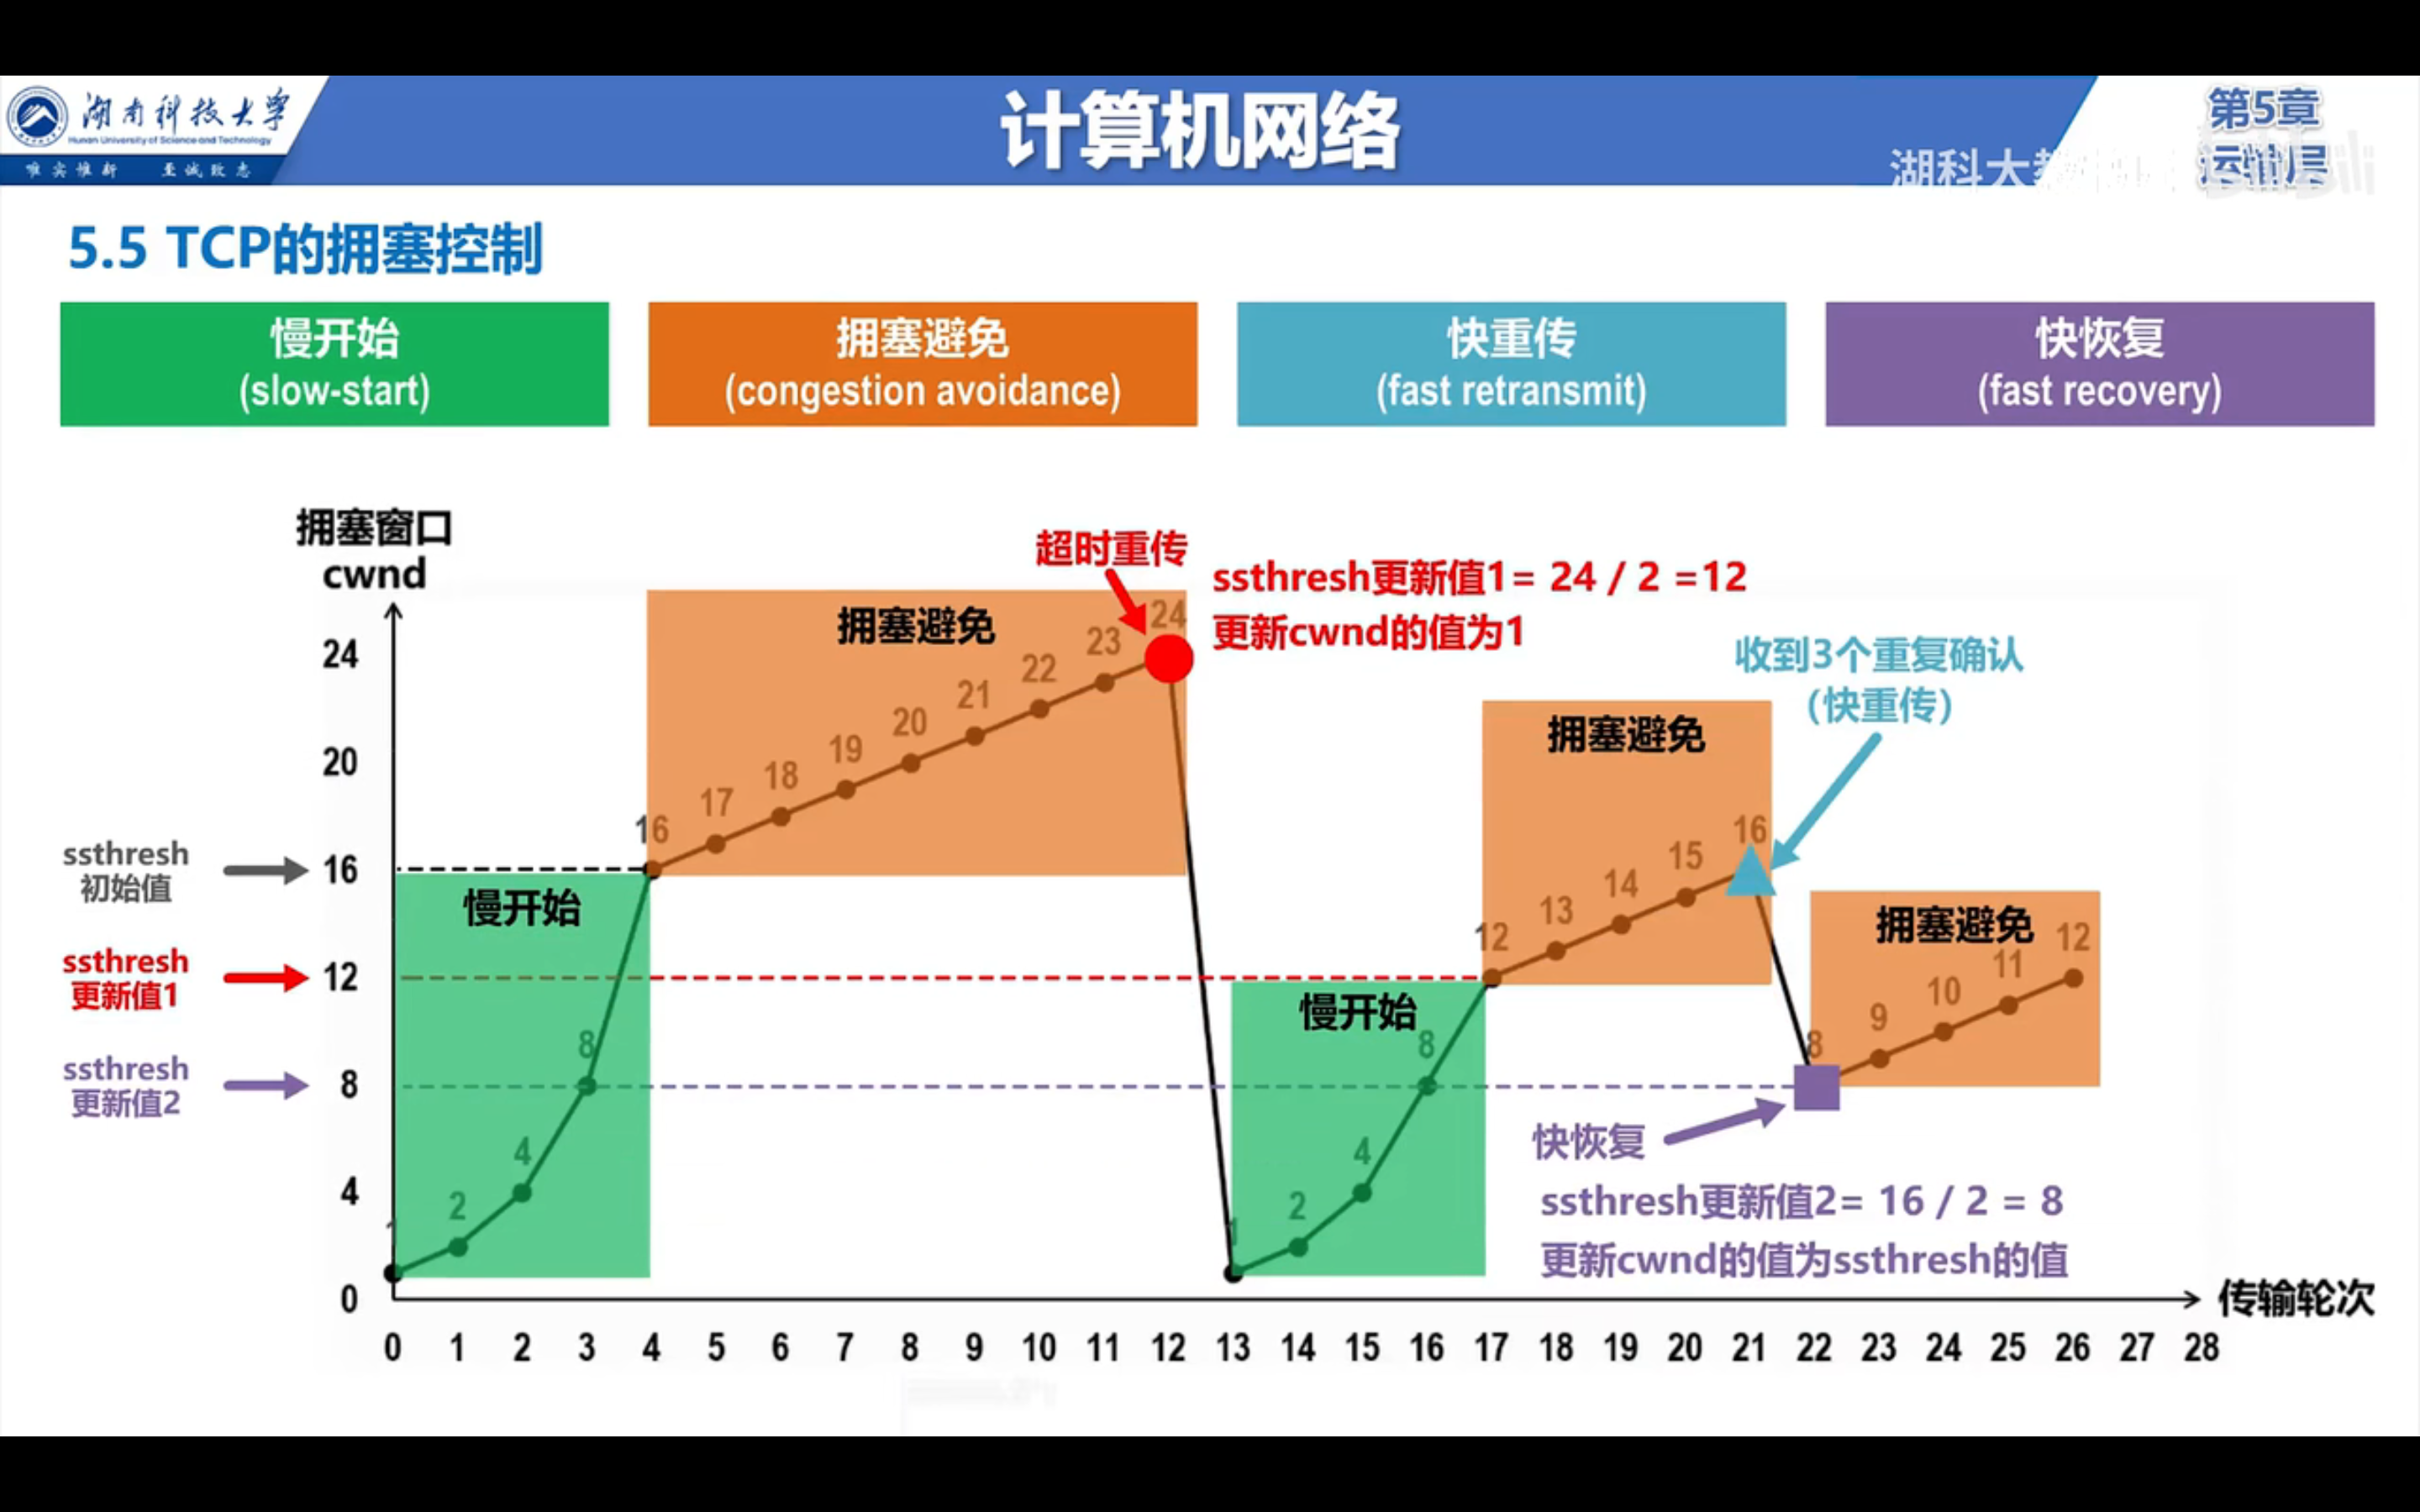 湖南科技大学
Hunan University of Science and Technology
唯实惟新 至诚致志
计算机网络
第5章
运输层
湖科大教
5.5 TCP的拥塞控制
慢开始
(slow-start)
拥塞避免
(congestion avoidance)
快重传
(fast retransmit)
快恢复
(fast recovery)
拥塞窗口
cwnd
24
20
16
12
8
4
0
ssthresh
初始值
ssthresh
更新值1
ssthresh
更新值2
慢开始
1
2
4
8
16
拥塞避免
17
18
19
20
21
22
23
24
超时重传
ssthresh更新值1= 24 / 2 =12
更新cwnd的值为1
慢开始
1
2
4
8
12
拥塞避免
13
14
15
16
收到3个重复确认
(快重传)
拥塞避免
8
9
10
11
12
快恢复
ssthresh更新值2= 16 / 2 = 8
更新cwnd的值为ssthresh的值
传输轮次
0 1 2 3 4 5 6 7 8 9 10 11 12 13 14 15 16 17 18 19 20 21 22 23 24 25 26 27 28